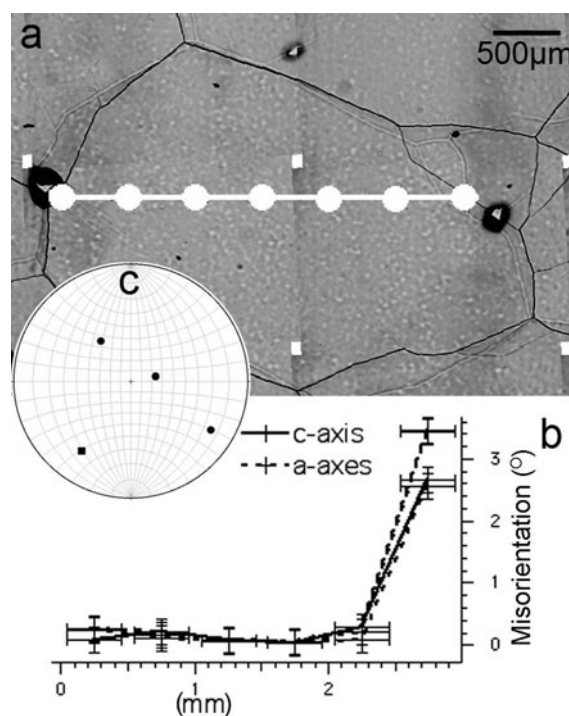 a
500µm
c
b
c-axis
a-axes
Misorientation (°)
3
2
1
0
0 1 2
(mm)